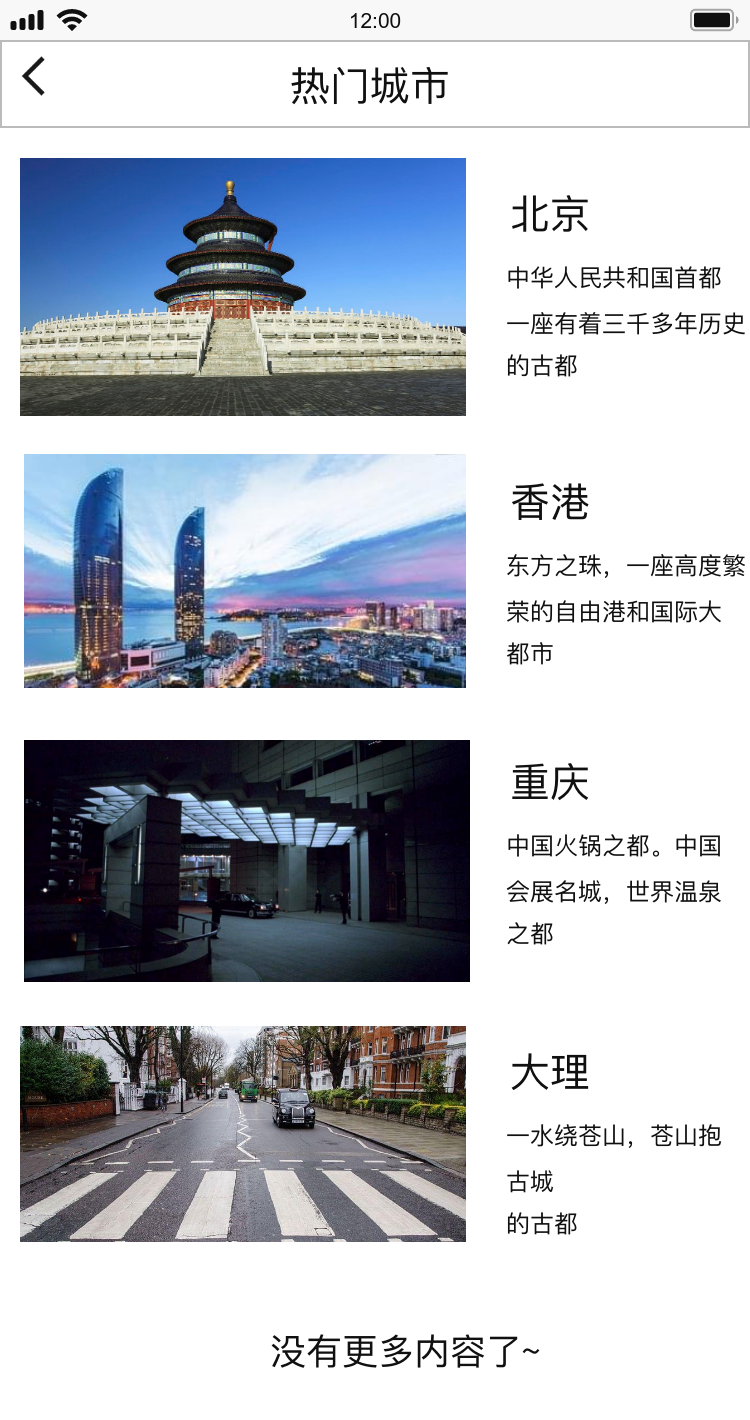 12:00
热门城市
北京
中华人民共和国首都
一座有着三千多年历史
的古都
香港
东方之珠，一座高度繁
荣的自由港和国际大
都市
重庆
中国火锅之都。中国
会展名城，世界温泉
之都
大理
一水绕苍山，苍山抱
古城
的古都
没有更多内容了~